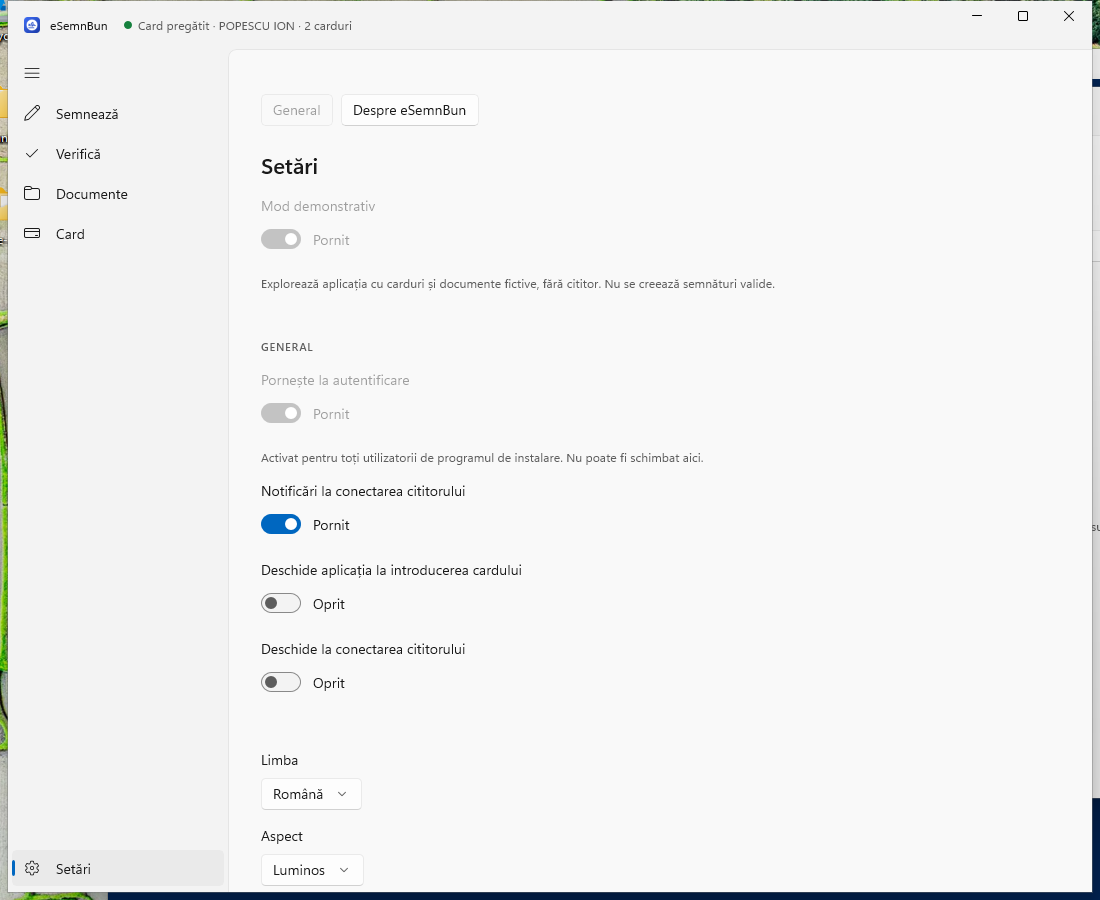 eSemnBun
Card pregătit · POPESCU ION · 2 carduri
Semnează
Verifică
Documente
Card
Setări
General
Despre eSemnBun
Setări
Mod demonstrativ
Pornit
Explorează aplicația cu carduri și documente fictive, fără cititor. Nu se creează semnături valide.
GENERAL
Pornește la autentificare
Pornit
Activat pentru toți utilizatorii de programul de instalare. Nu poate fi schimbat aici.
Notificări la conectarea cititorului
Pornit
Deschide aplicația la introducerea cardului
Oprit
Deschide la conectarea cititorului
Oprit
Limba
Română
Aspect
Luminos